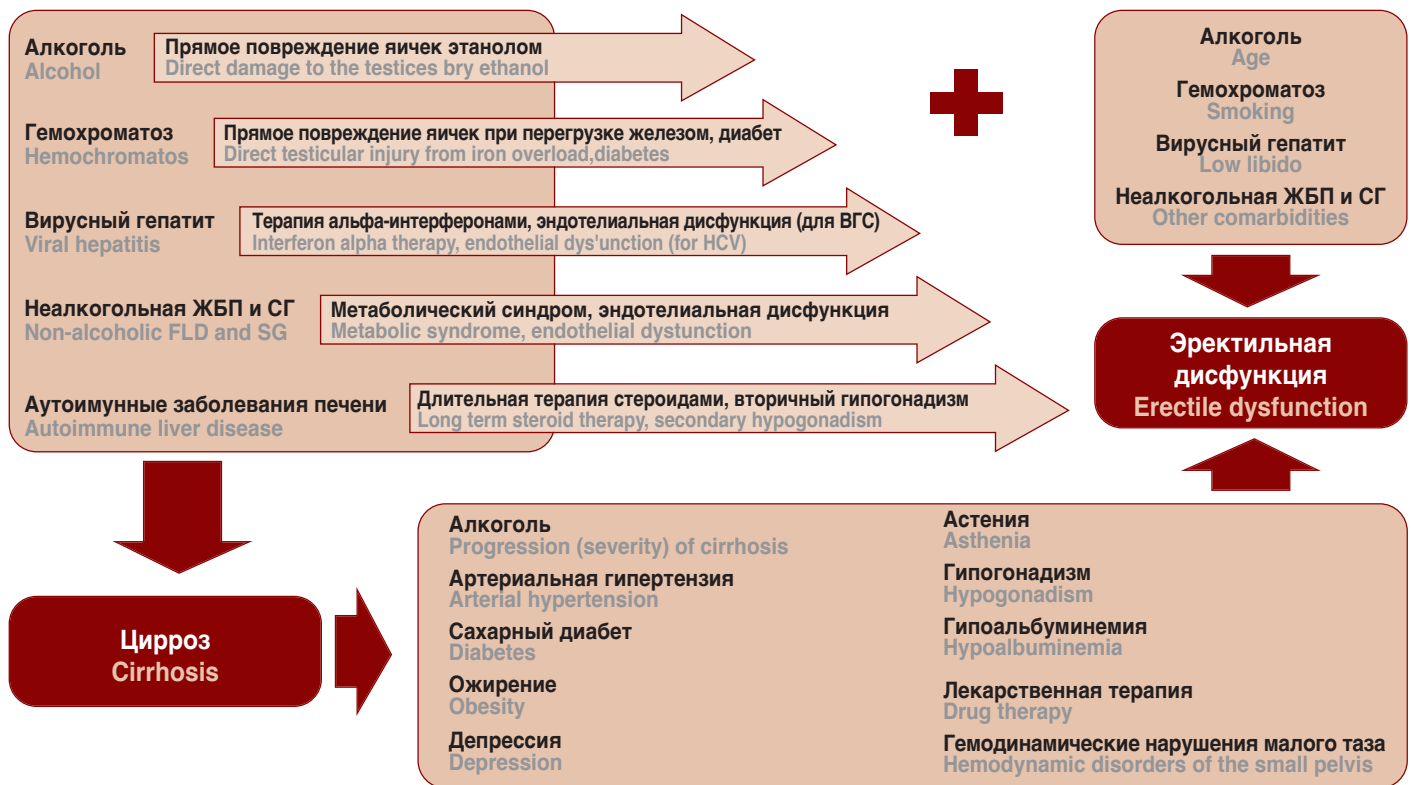 Алкоголь
Alcohol
Прямое повреждение яичек этанолом
Direct damage to the testices bry ethanol
Гемохроматоз
Hemochromatos
Прямое повреждение яичек при перегрузке железом, диабет
Direct testicular injury from iron overload,diabetes
Вирусный гепатит
Viral hepatitis
Терапия альфа-интерферонами, эндотелиальная дисфункция (для ВГС)
Interferon alpha therapy, endothelial dys'unction (for HCV)
Неалкогольная ЖБП и СГ
Non-alcoholic FLD and SG
Метаболический синдром, эндотелиальная дисфункция
Metabolic syndrome, endothelial dystunction
Аутоимунные заболевания печени
Autoimmune liver disease
Длительная терапия стероидами, вторичный гипогонадизм
Long term steroid therapy, secondary hypogonadism
Алкоголь
Age
Гемохроматоз
Smoking
Вирусный гепатит
Low libido
Неалкогольная ЖБП и СГ
Other comarbidities
Эректильная
дисфункция
Erectile dysfunction
Цирроз
Cirrhosis
Алкоголь
Progression (severity) of cirrhosis
Артериальная гипертензия
Arterial hypertension
Сахарный диабет
Diabetes
Ожирение
Obesity
Депрессия
Depression
Астения
Asthenia
Гипогонадизм
Hypogonadism
Гипоальбуминемия
Hypoalbuminemia
Лекарственная терапия
Drug therapy
Гемодинамические нарушения малого таза
Hemodynamic disorders of the small pelvis